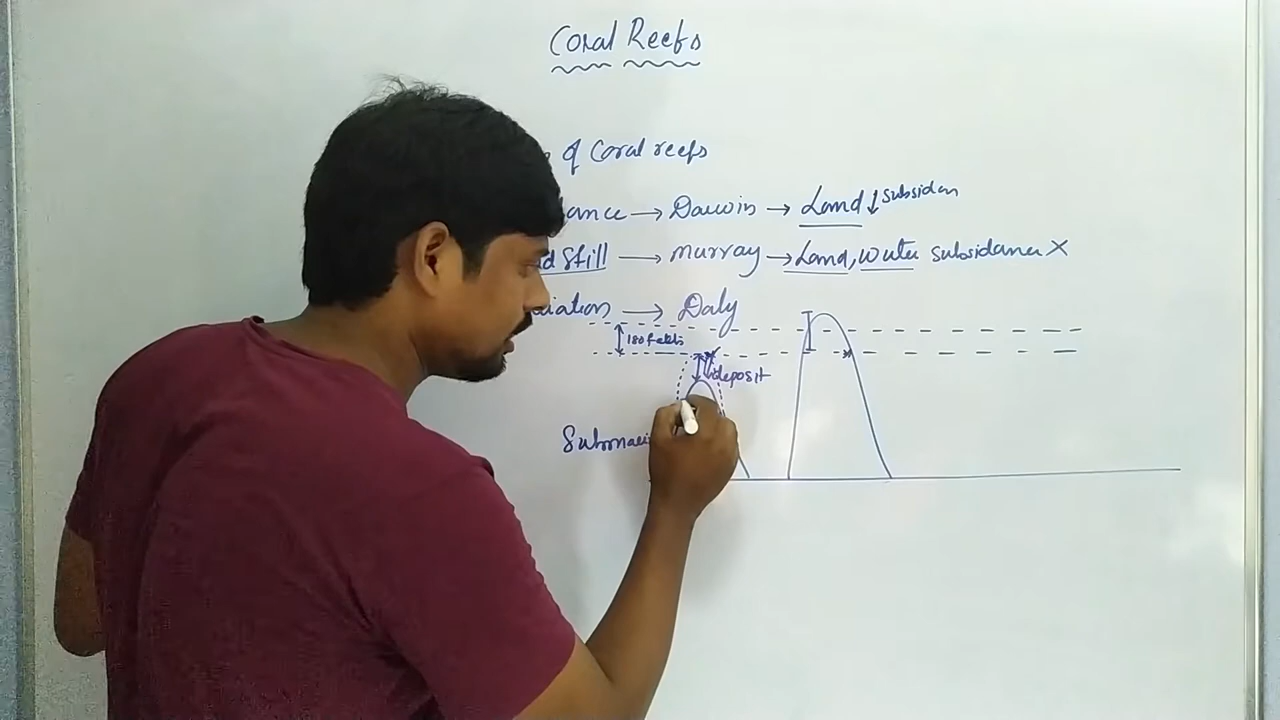 Coral Reefs
of Coral reefs
ance → Darwin → Land ↓ subsiden
d Still → Murray → Land, Water subsidance X
iation → Daly
180 feets
deposit
Submari